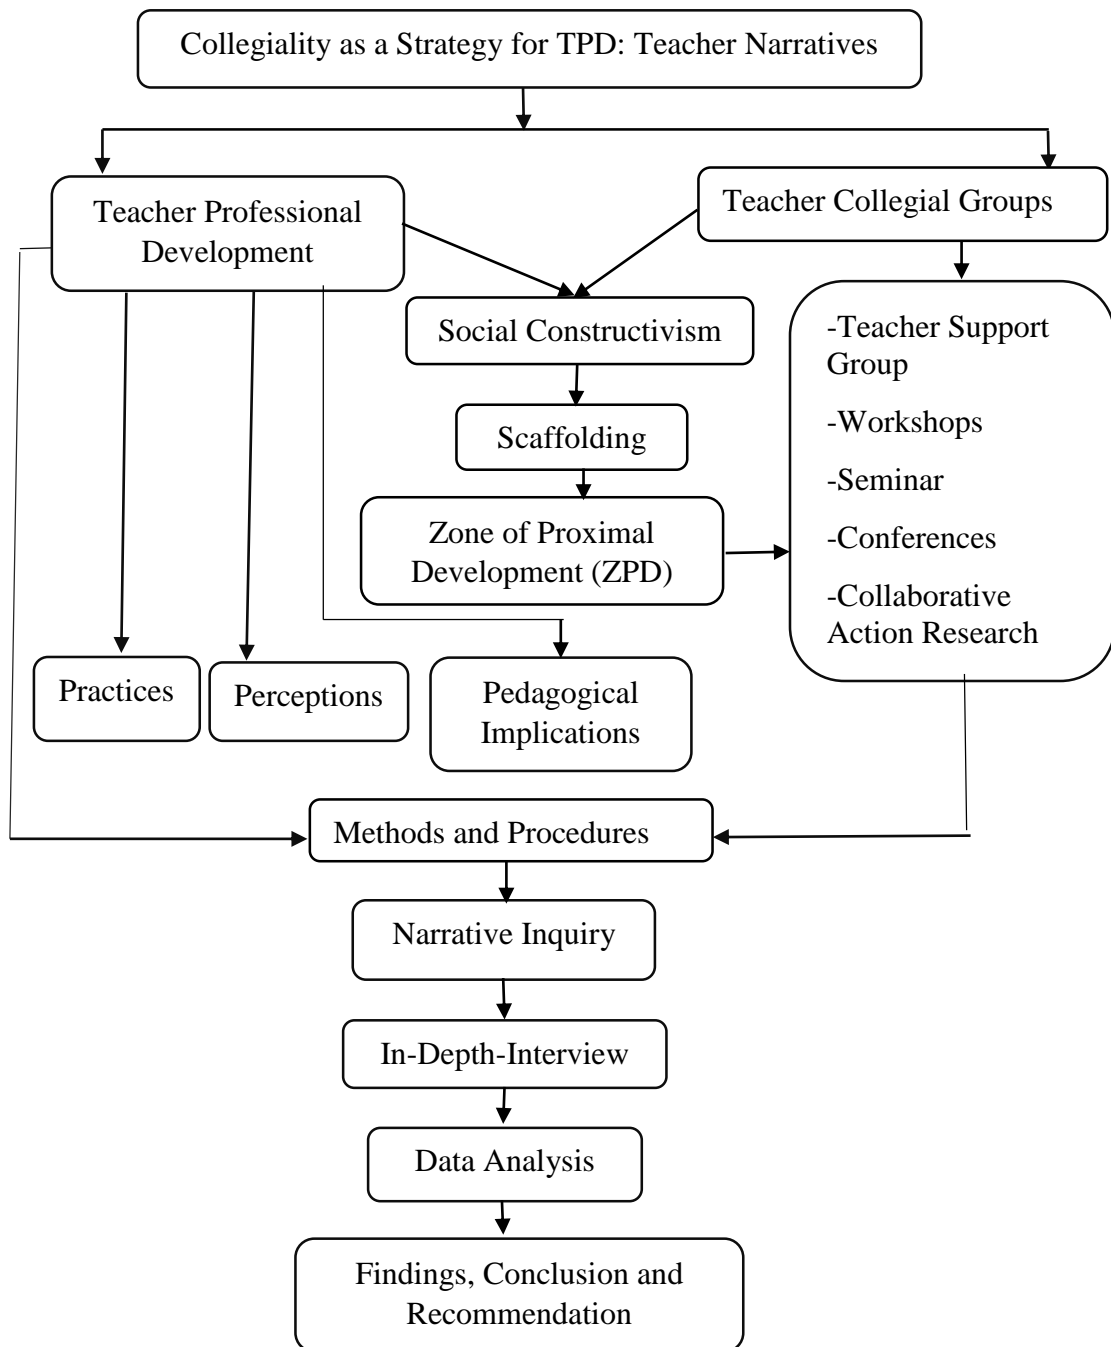 Collegiality as a Strategy for TPD: Teacher Narratives
Teacher Professional
Development
Teacher Collegial Groups
Social Constructivism
-Teacher Support
Group
-Workshops
-Seminar
-Conferences
-Collaborative
Action Research
Scaffolding
Zone of Proximal
Development (ZPD)
Practices
Perceptions
Pedagogical
Implications
Methods and Procedures
Narrative Inquiry
In-Depth-Interview
Data Analysis
Findings, Conclusion and
Recommendation